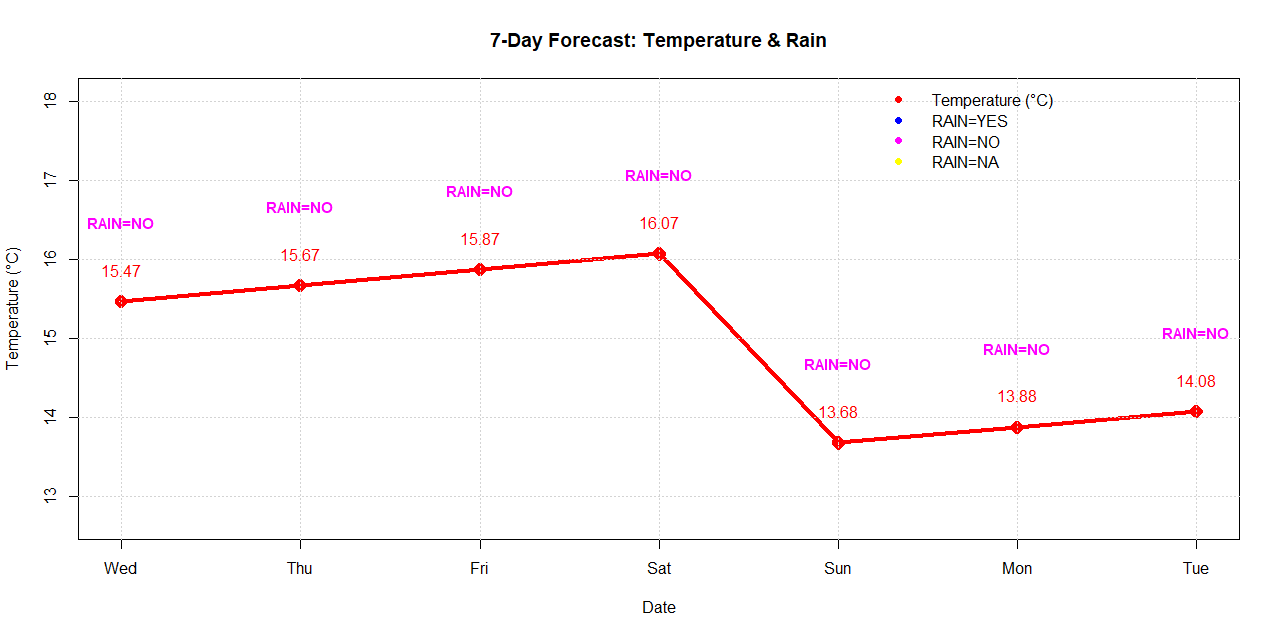 7-Day Forecast: Temperature & Rain
Temperature (°C)
RAIN=YES
RAIN=NO
RAIN=NA
18
17
16
15
14
13
Temperature (°C)
RAIN=NO
15.47
RAIN=NO
15.67
RAIN=NO
15.87
RAIN=NO
16.07
RAIN=NO
13.68
RAIN=NO
13.88
RAIN=NO
14.08
Wed Thu Fri Sat Sun Mon Tue
Date